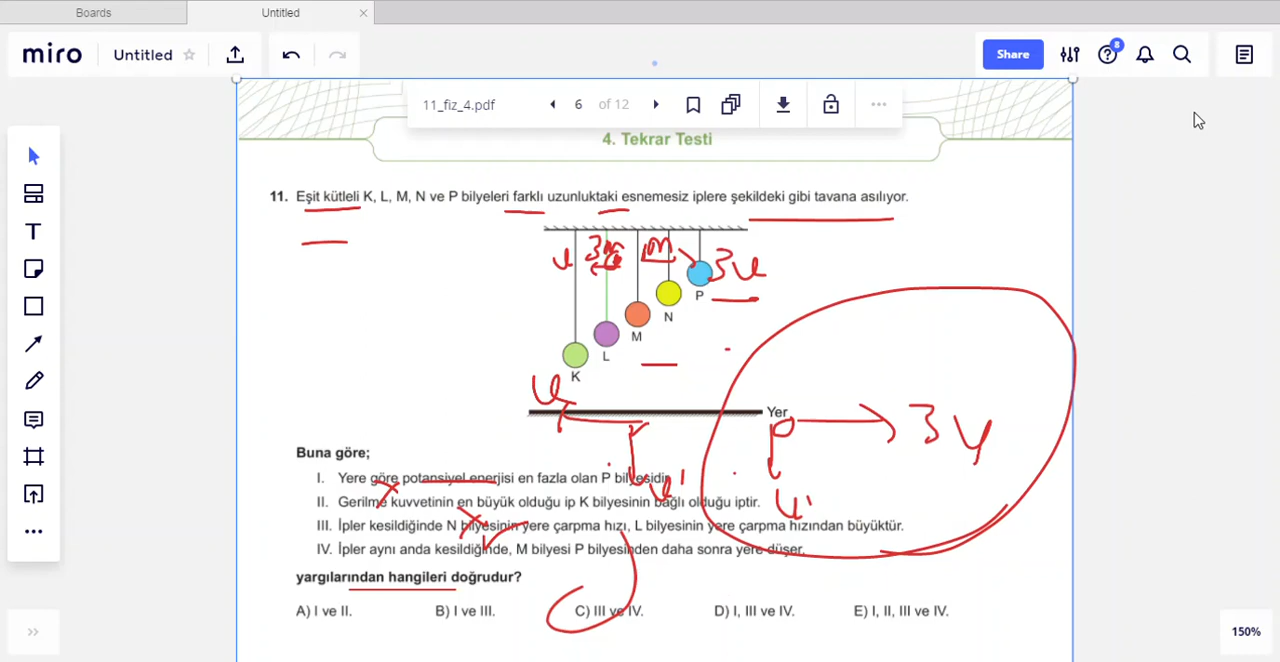 Boards
Untitled
miro
Untitled
Share
8
11_fiz_4.pdf
6 of 12
4. Tekrar Testi
11. Eşit kütleli K, L, M, N ve P bilyeleri farklı uzunluktaki esnemesiz iplere şekildeki gibi tavana asılıyor.
3
m
3
P
N
M
L
K
Yer
3
Buna göre;
I. Yere göre potansiyel enerjisi en fazla olan P bilyesidir.
II. Gerilme kuvvetinin en büyük olduğu ip K bilyesinin bağlı olduğu iptir.
III. İpler kesildiğinde N bilyesinin yere çarpma hızı, L bilyesinin yere çarpma hızından büyüktür.
IV. İpler aynı anda kesildiğinde, M bilyesi P bilyesinden daha sonra yere düşer.
yargılarından hangileri doğrudur?
A) I ve II. B) I ve III. C) III ve IV. D) I, III ve IV. E) I, II, III ve IV.
150%